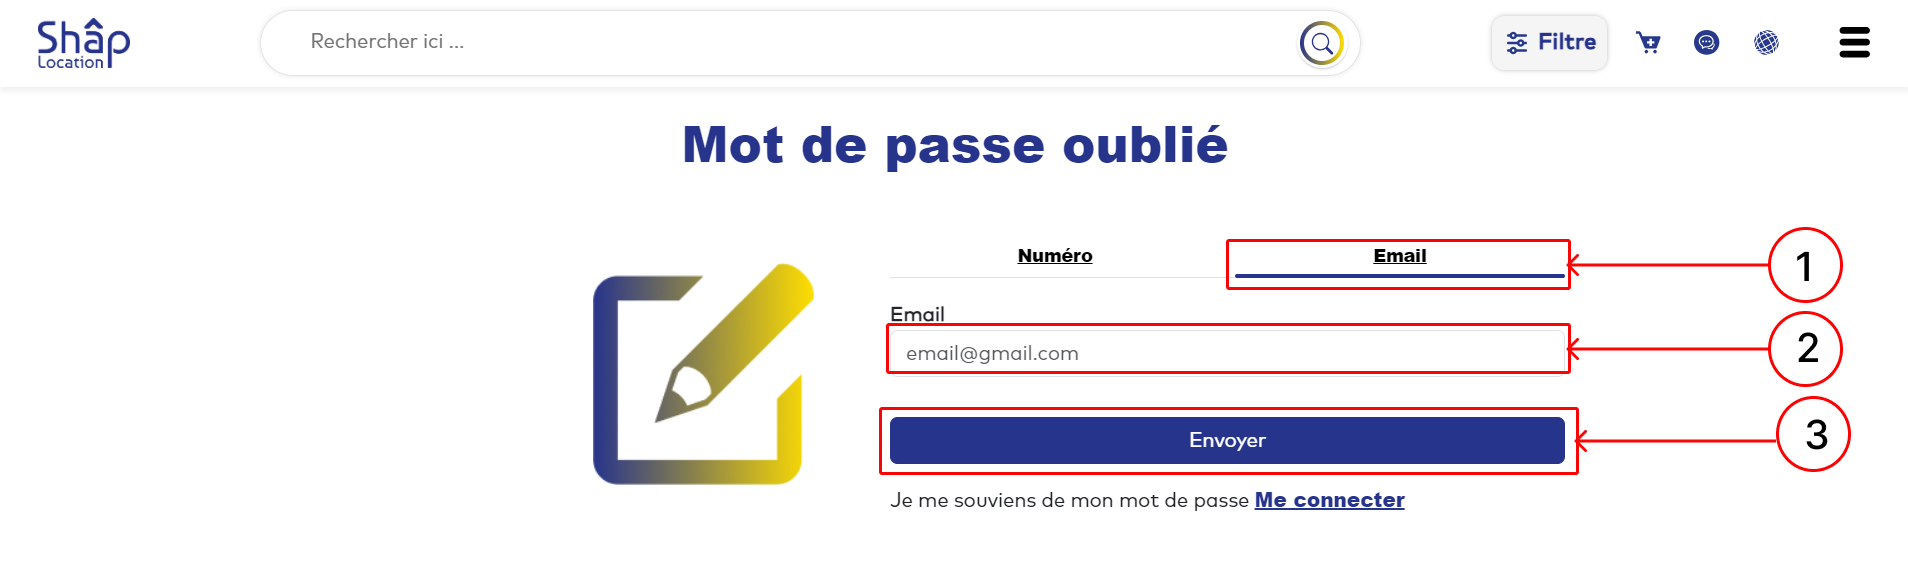 Shâp
Location
Rechercher ici ...
Filtre
Mot de passe oublié
Numéro
Email
1
Email
email@gmail.com
2
Envoyer
3
Je me souviens de mon mot de passe Me connecter